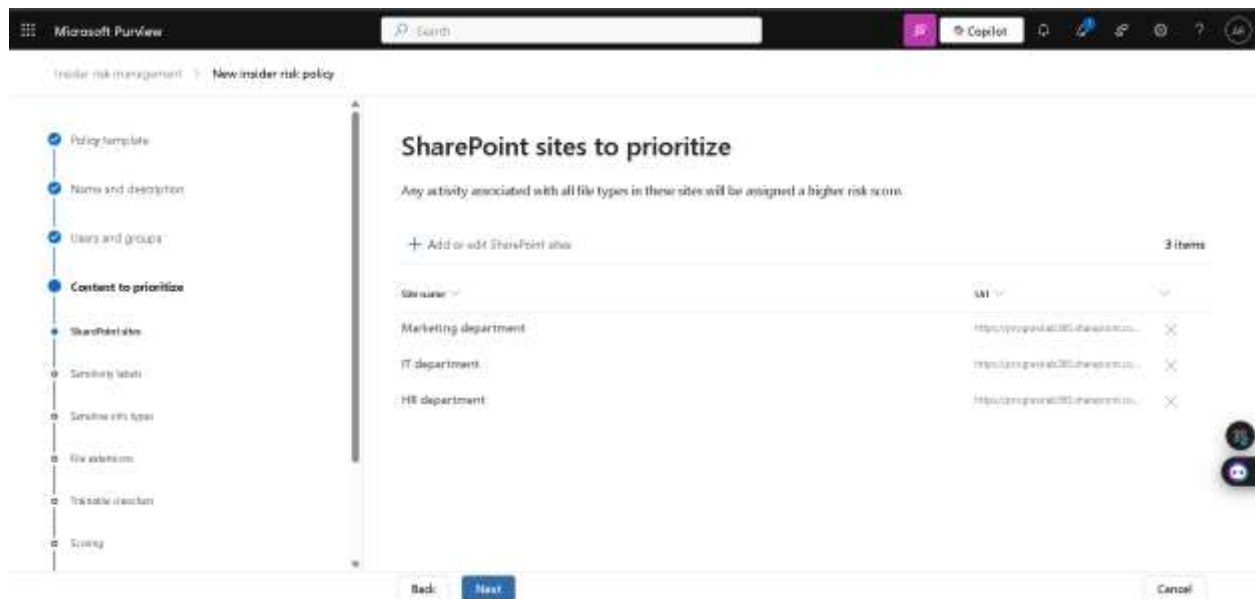 Microsoft Purview
Search
Copilot
?
AR
Insider risk management > New insider risk policy
Policy template
Name and description
Users and groups
Content to prioritize
SharePoint sites
Sensitivity labels
Sensitive info types
File extensions
Trainable classifiers
Scoring
SharePoint sites to prioritize
Any activity associated with all file types in these sites will be assigned a higher risk score.
+ Add or edit SharePoint sites
3 items
Site name
Url
Marketing department
IT department
HR department
Back
Next
Cancel